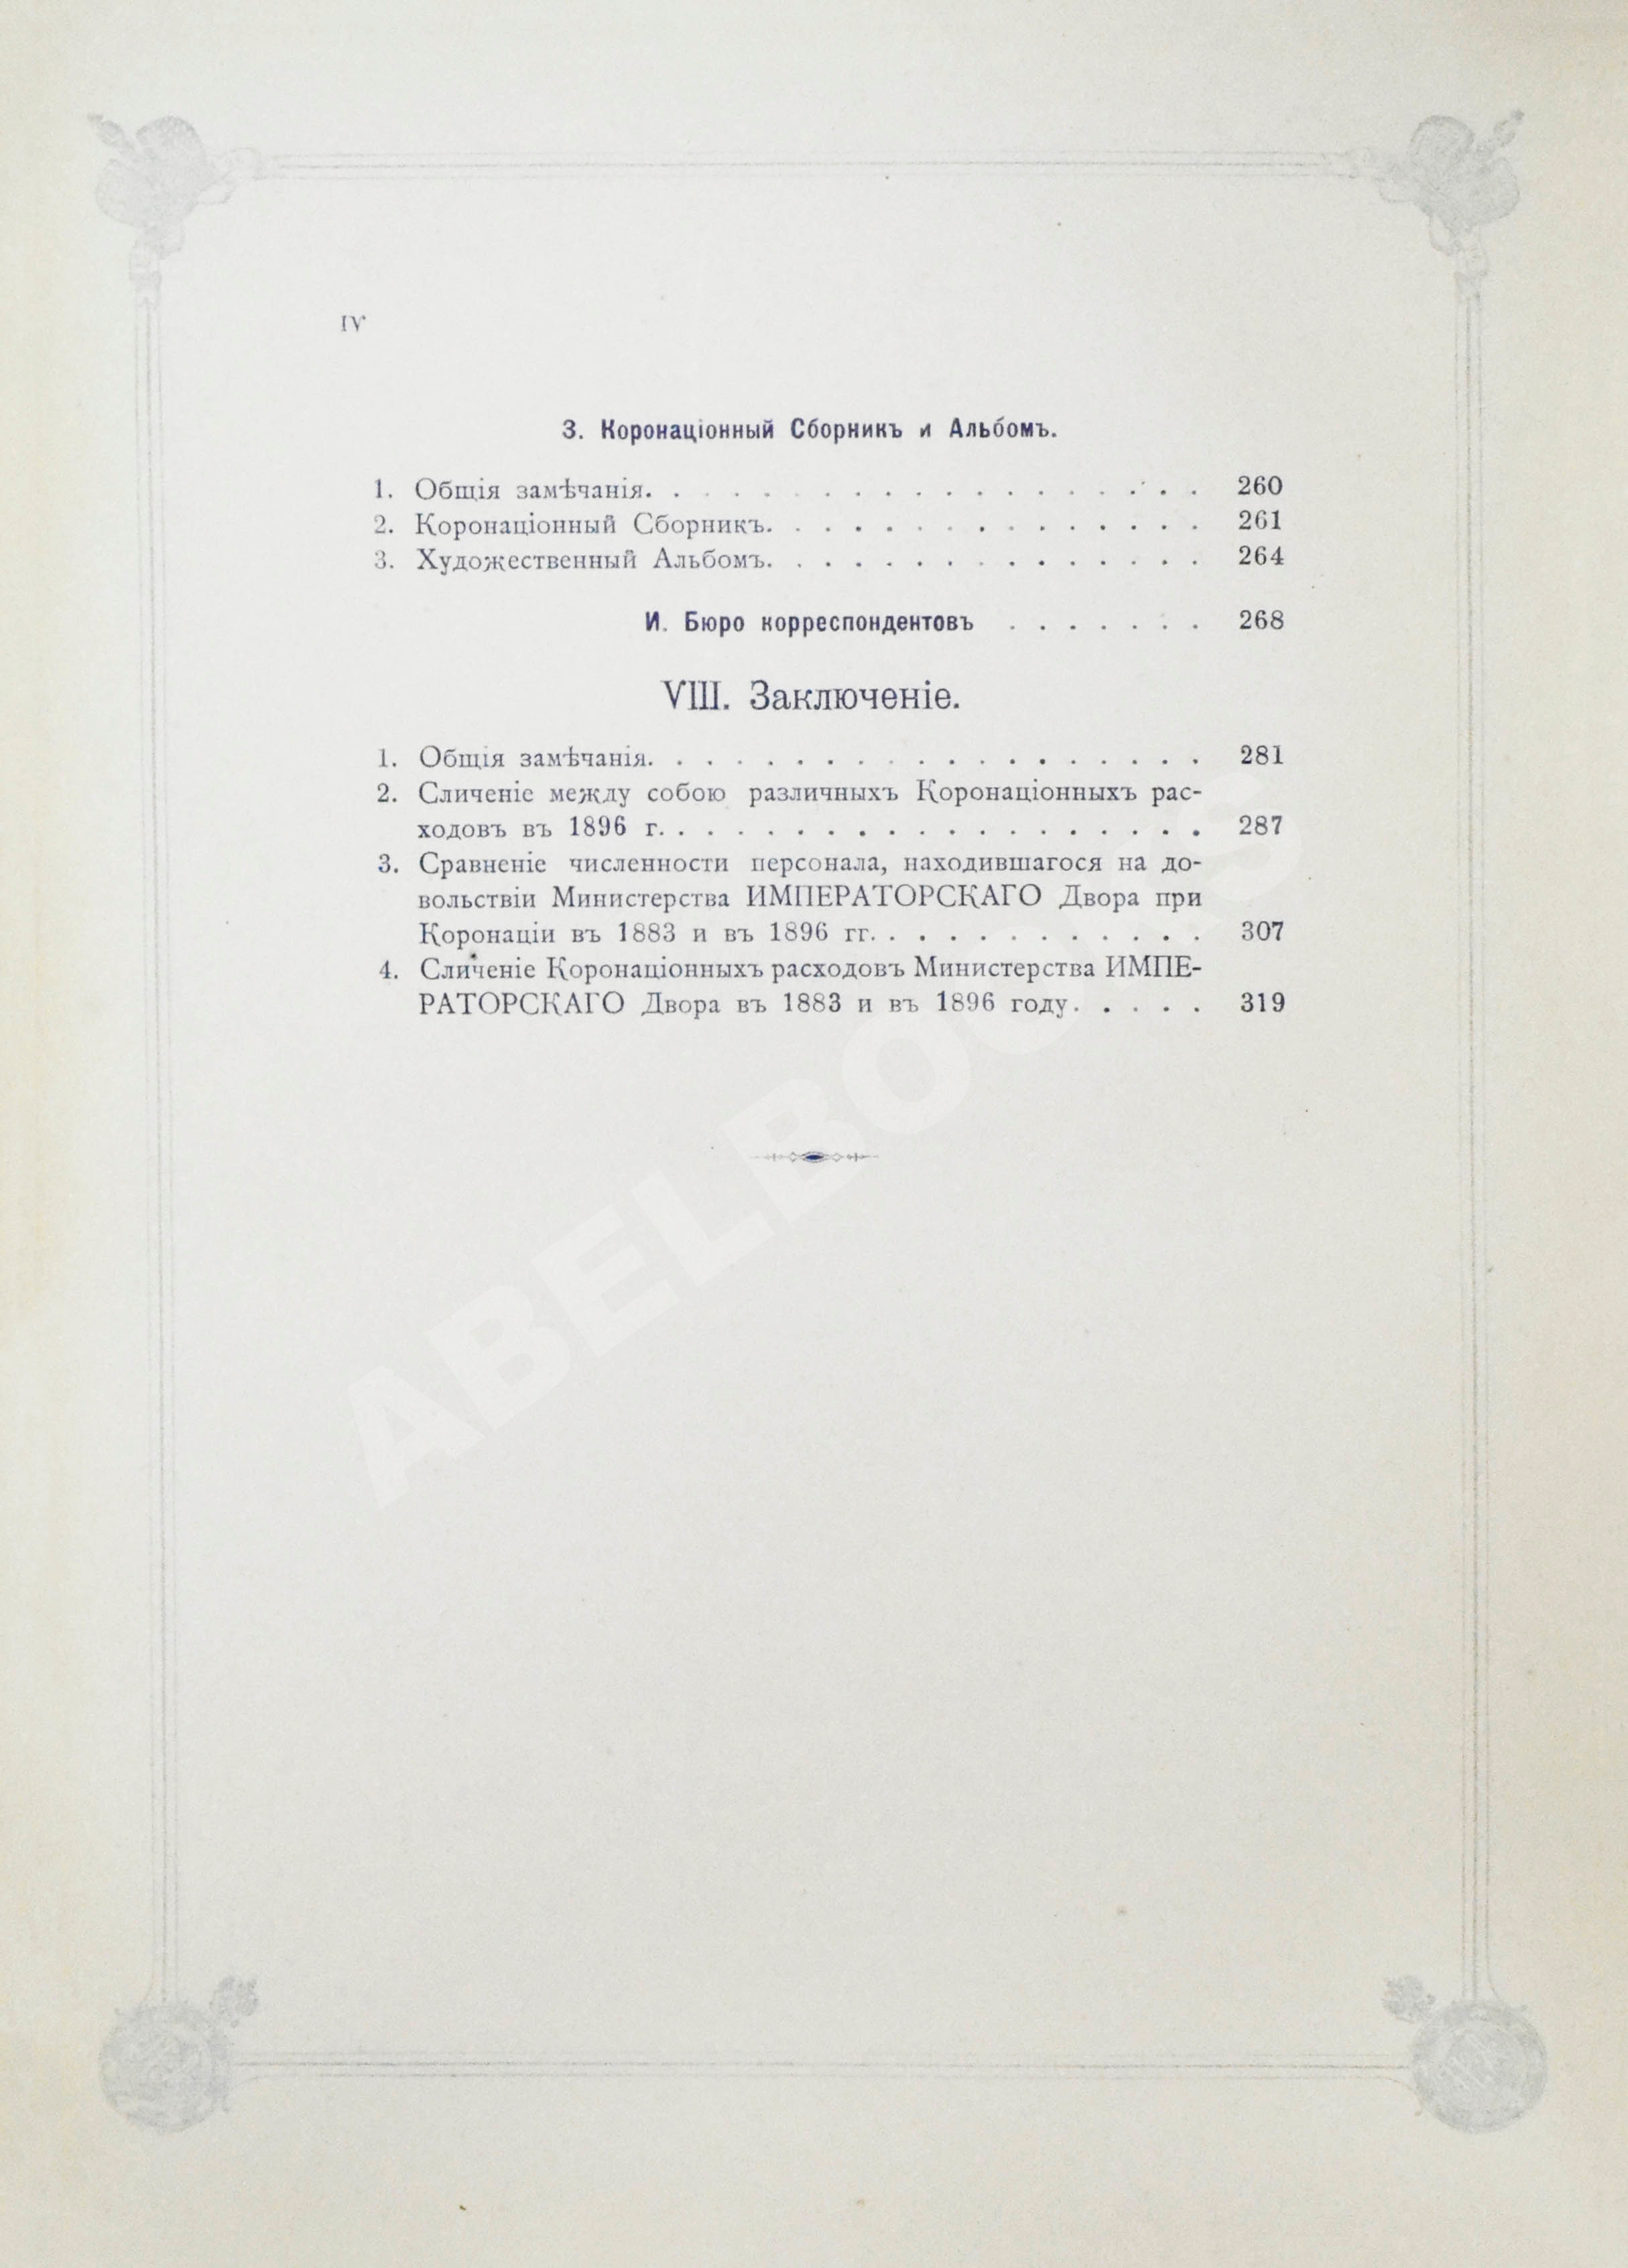 IV
З. Коронаціонный Сборникъ и Альбомъ.
1. Общія замѣчанія. . . . . . . . . . . . . . . . . . . 260
2. Коронаціонный Сборникъ. . . . . . . . . . . . . . . 261
3. Художественный Альбомъ. . . . . . . . . . . . . . . 264
И. Бюро корреспондентовъ . . . . . . . 268
VIII. Заключеніе.
1. Общія замѣчанія. . . . . . . . . . . . . . . . . . . 281
2. Сличеніе между собою различныхъ Коронаціонныхъ рас-
ходовъ въ 1896 г. . . . . . . . . . . . . . . . . . . 287
3. Сравненіе численности персонала, находившагося на до-
вольствіи Министерства ИМПЕРАТОРСКАГО Двора при
Коронаціи въ 1883 и въ 1896 гг. . . . . . . . . . . . 307
4. Сличеніе Коронаціонныхъ расходовъ Министерства ИМПЕ-
РАТОРСКАГО Двора въ 1883 и въ 1896 году. . . . . 319
ABELBOOKS